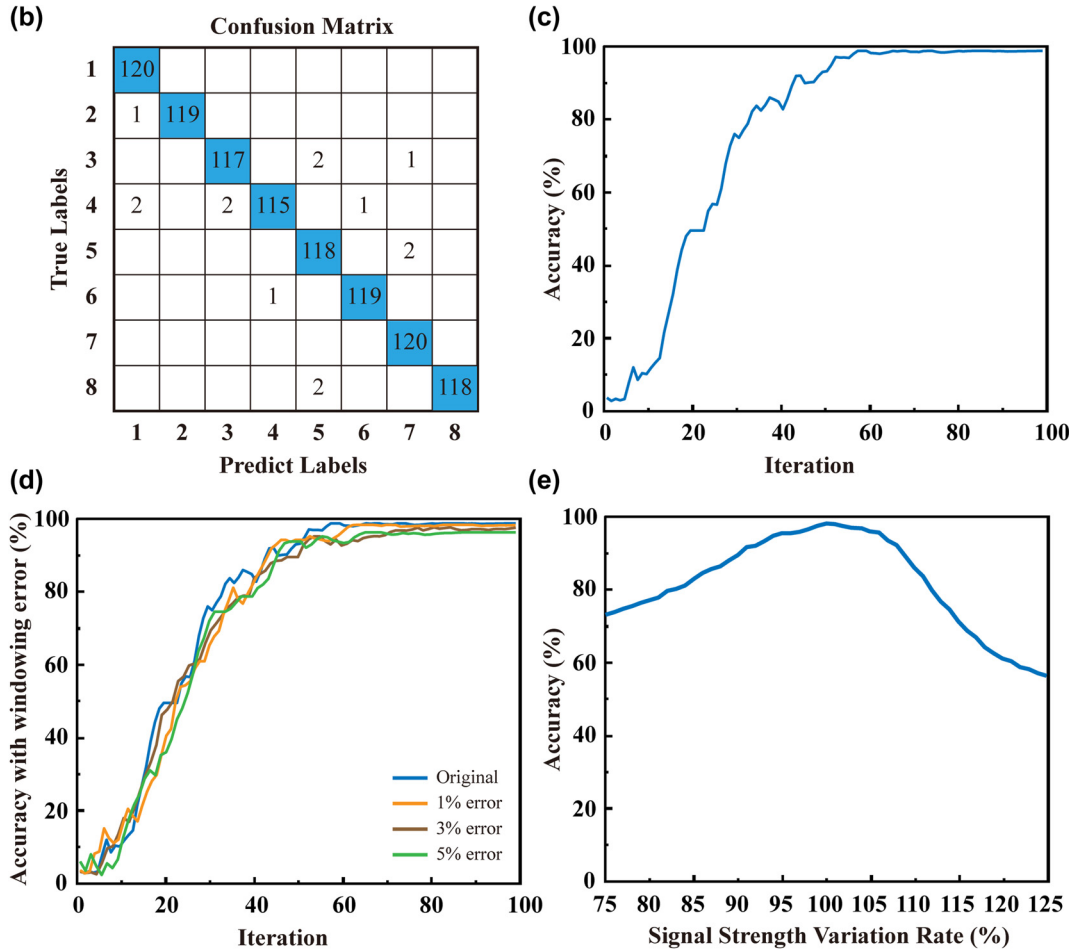 (b)
Confusion Matrix
1 120
2 1 119
3 117 2 1
4 2 2 115 1
5 118 2
6 1 119
7 120
8 2 118
1 2 3 4 5 6 7 8
Predict Labels
True Labels
(c)
100
80
60
40
20
0
0 20 40 60 80 100
Iteration
Accuracy (%)
(d)
100
80
60
40
20
0
0 20 40 60 80 100
Iteration
Accuracy with windowing error (%)
Original
1% error
3% error
5% error
(e)
100
80
60
40
20
0
75 80 85 90 95 100 105 110 115 120 125
Signal Strength Variation Rate (%)
Accuracy (%)